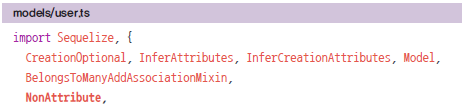 models/user.ts
import Sequelize, {
CreationOptional, InferAttributes, InferCreationAttributes, Model,
BelongsToManyAddAssociationMixin,
NonAttribute,